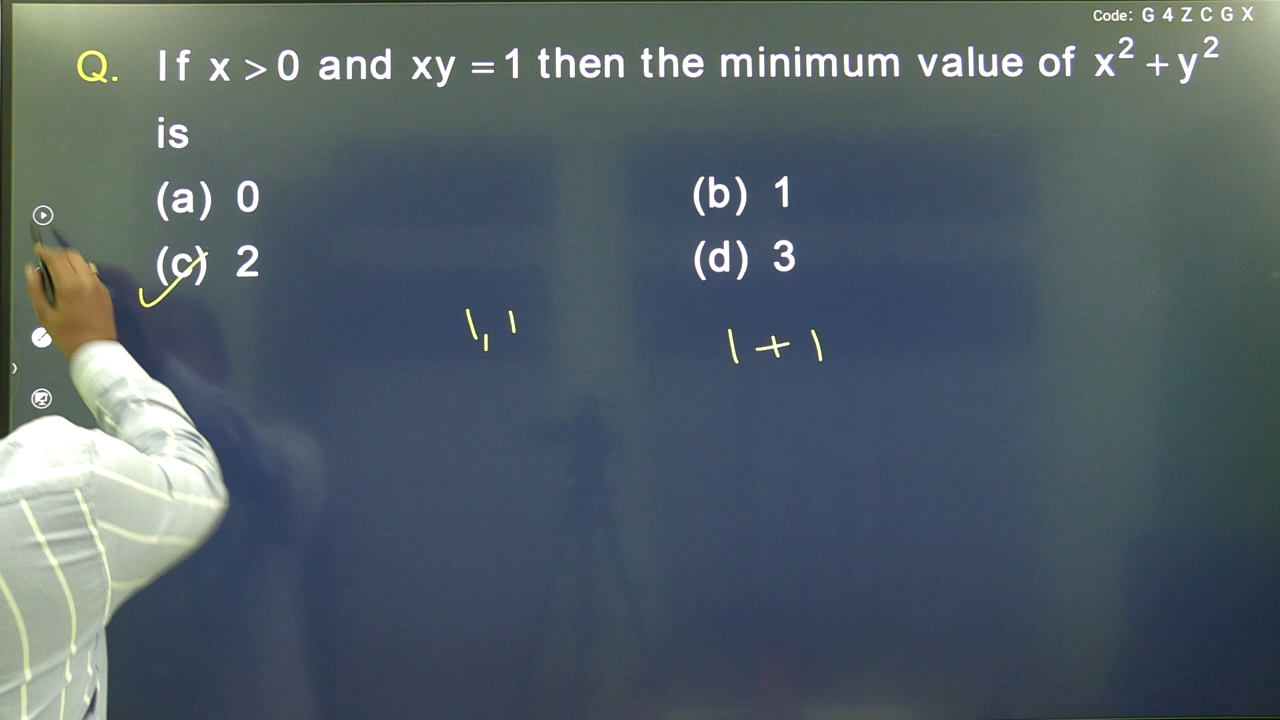 Code: G 4 Z C G X
Q. If x > 0 and xy = 1 then the minimum value of x² + y²
is
(a) 0 (b) 1
(c) 2 (d) 3
1, 1 1 + 1